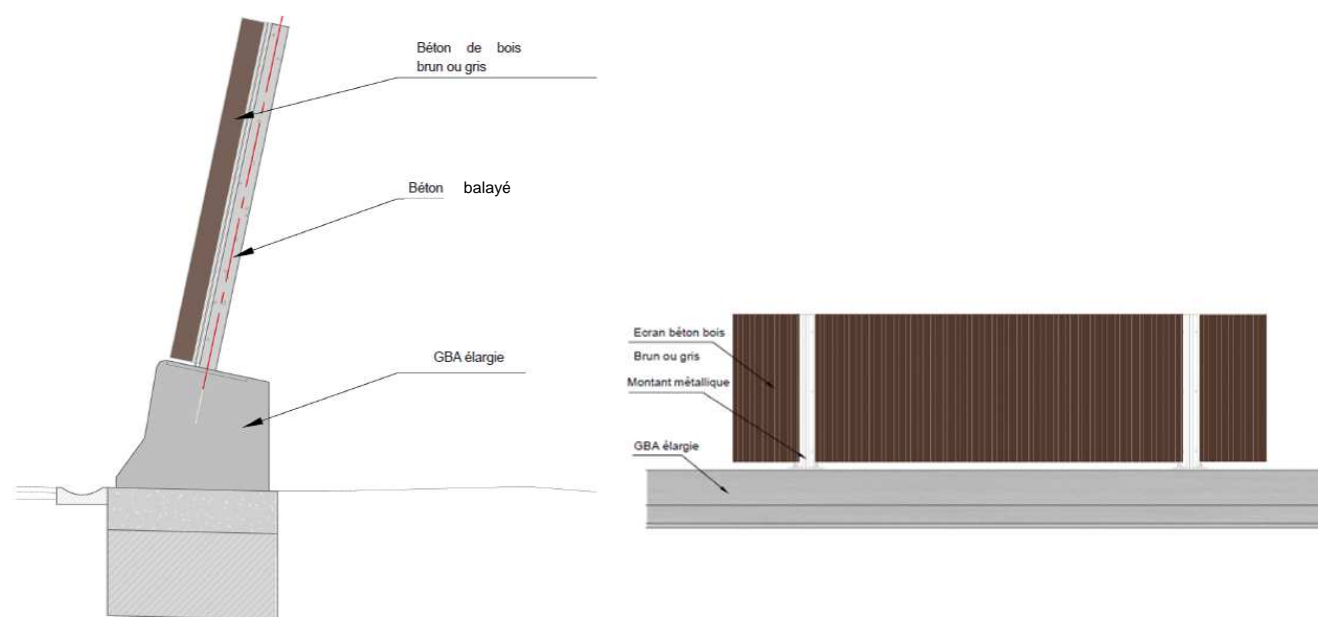 Béton de bois
brun ou gris
Béton balayé
GBA élargie
Ecran béton bois
Brun ou gris
Montant métallique
GBA élargie